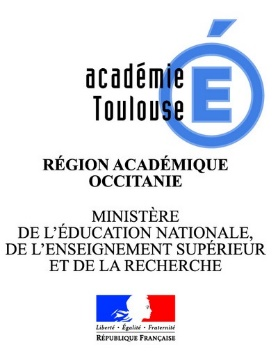 académie
Toulouse
É
RÉGION ACADÉMIQUE
OCCITANIE
MINISTÈRE
DE L'ÉDUCATION NATIONALE,
DE L'ENSEIGNEMENT SUPÉRIEUR
ET DE LA RECHERCHE
Liberté • Égalité • Fraternité
RÉPUBLIQUE FRANÇAISE